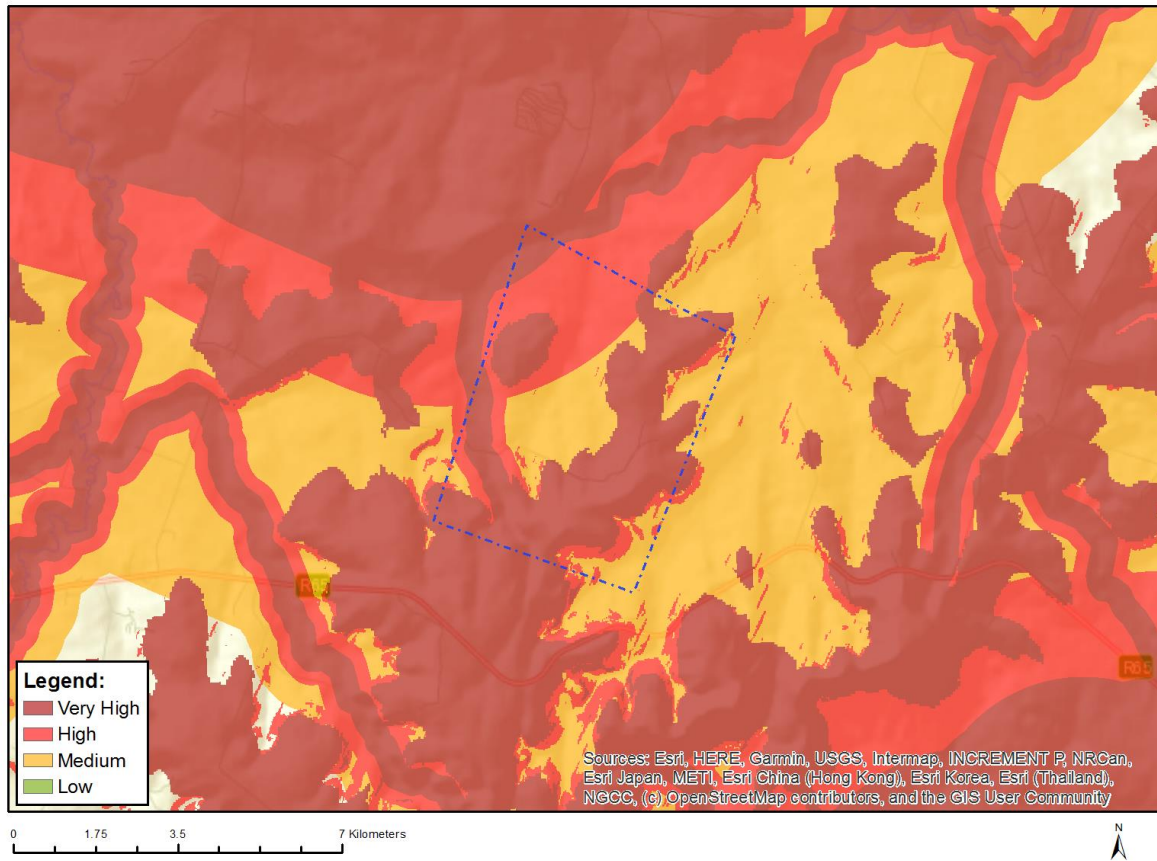 R65
Legend:
Very High
High
Medium
Low
Sources: Esri, HERE, Garmin, USGS, Intermap, INCREMENT P, NRCan,
Esri Japan, METI, Esri China (Hong Kong), Esri Korea, Esri (Thailand),
NGCC, (c) OpenStreetMap contributors, and the GIS User Community
0 1.75 3.5 7 Kilometers
N